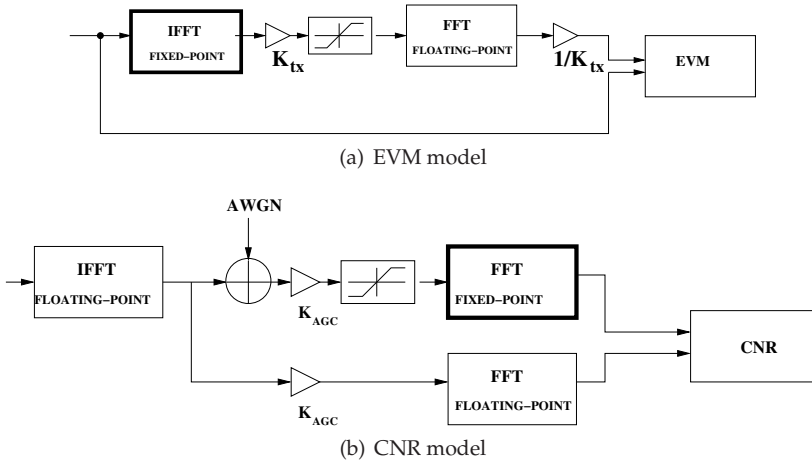 IFFT
FIXED-POINT
K_tx
FFT
FLOATING-POINT
1/K_tx
EVM
(a) EVM model
AWGN
IFFT
FLOATING-POINT
K_AGC
FFT
FIXED-POINT
CNR
K_AGC
FFT
FLOATING-POINT
(b) CNR model